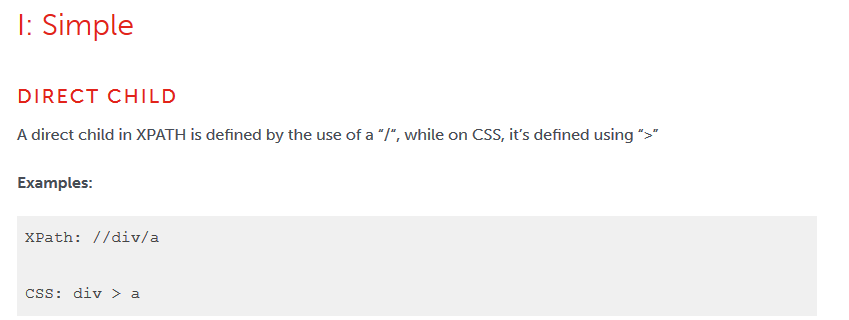 I: Simple
DIRECT CHILD
A direct child in XPATH is defined by the use of a “/“, while on CSS, it’s defined using “>”
Examples:
XPath: //div/a
CSS: div > a